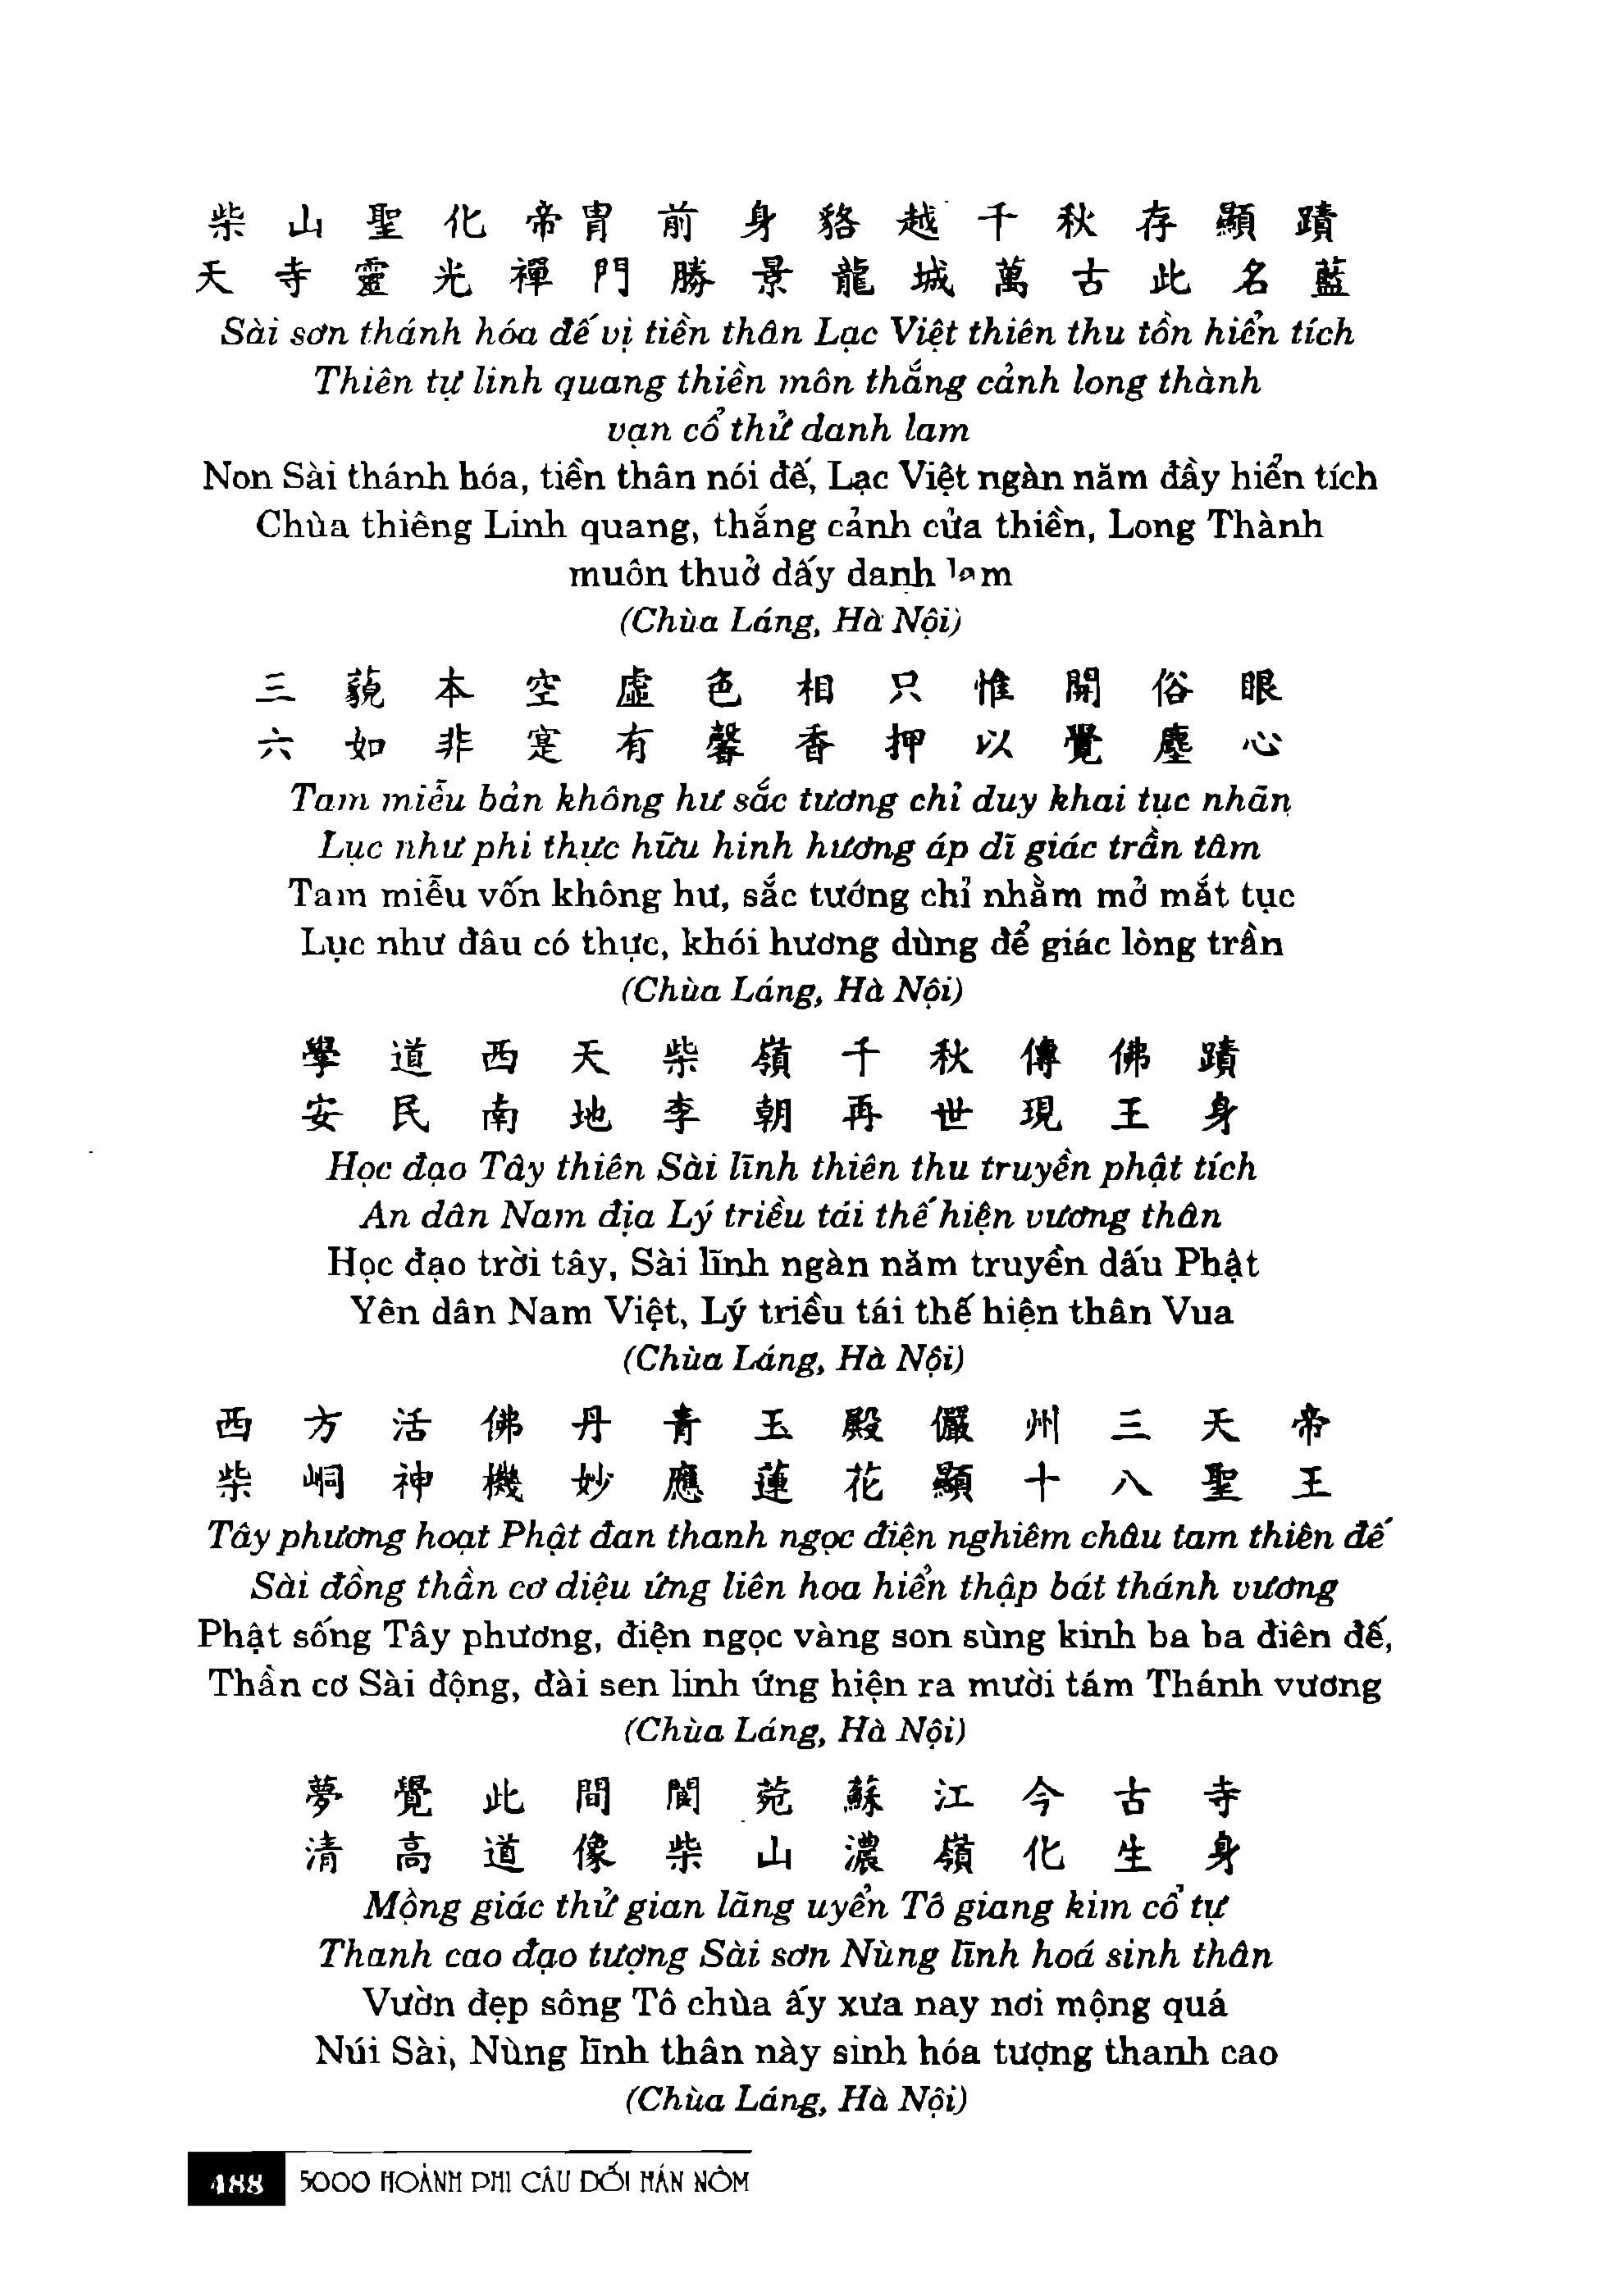 柴山聖化帝胄前身貉越千秋存顯蹟
天寺靈光禪門勝景龍城萬古此名藍
Sài sơn thánh hóa đế vị tiền thân Lạc Việt thiên thu tồn hiển tích
Thiên tự linh quang thiền môn thắng cảnh long thành
vạn cổ thử danh lam
Non Sài thánh hóa, tiền thân nói đế, Lạc Việt ngàn năm đầy hiển tích
Chùa thiêng Linh quang, thắng cảnh cửa thiền, Long Thành
muôn thuở dấy danh lam
(Chùa Láng, Hà Nội)
三藐本空虛色相只惟開俗眼
六如非寔有馨香押以覺塵心
Tam miễu bản không hư sắc tương chỉ duy khai tục nhãn
Lục như phi thực hữu hinh hương áp dĩ giác trần tâm
Tam miễu vốn không hư, sắc tướng chỉ nhằm mở mắt tục
Lục như đâu có thực, khói hương dùng để giác lòng trần
(Chùa Láng, Hà Nội)
學道西天柴嶺千秋傳佛蹟
安民南地李朝再世現王身
Học đạo Tây thiên Sài lĩnh thiên thu truyền phật tích
An dân Nam địa Lý triều tái thế hiện vương thân
Học đạo trời tây, Sài lĩnh ngàn năm truyền dấu Phật
Yên dân Nam Việt, Lý triều tái thế hiện thân Vua
(Chùa Láng, Hà Nội)
西方活佛丹青玉殿儼州三天帝
柴峒神機妙應蓮花顯十八聖王
Tây phương hoạt Phật đan thanh ngọc điện nghiêm châu tam thiên đế
Sài đồng thần cơ diệu ứng liên hoa hiển thập bát thánh vương
Phật sống Tây phương, điện ngọc vàng son sùng kinh ba ba điên đế,
Thần cơ Sài động, đài sen linh ứng hiện ra mười tám Thánh vương
(Chùa Láng, Hà Nội)
夢覺此間閬菀蘇江今古寺
清高道像柴山濃嶺化生身
Mộng giác thử gian lãng uyển Tô giang kim cổ tự
Thanh cao đạo tượng Sài sơn Nùng lĩnh hoá sinh thân
Vườn đẹp sông Tô chùa ấy xưa nay nơi mộng quá
Núi Sài, Nùng lĩnh thân này sinh hóa tượng thanh cao
(Chùa Láng, Hà Nội)
488 5000 HOÀNH PHI CÂU ĐỐI HÁN NÔM